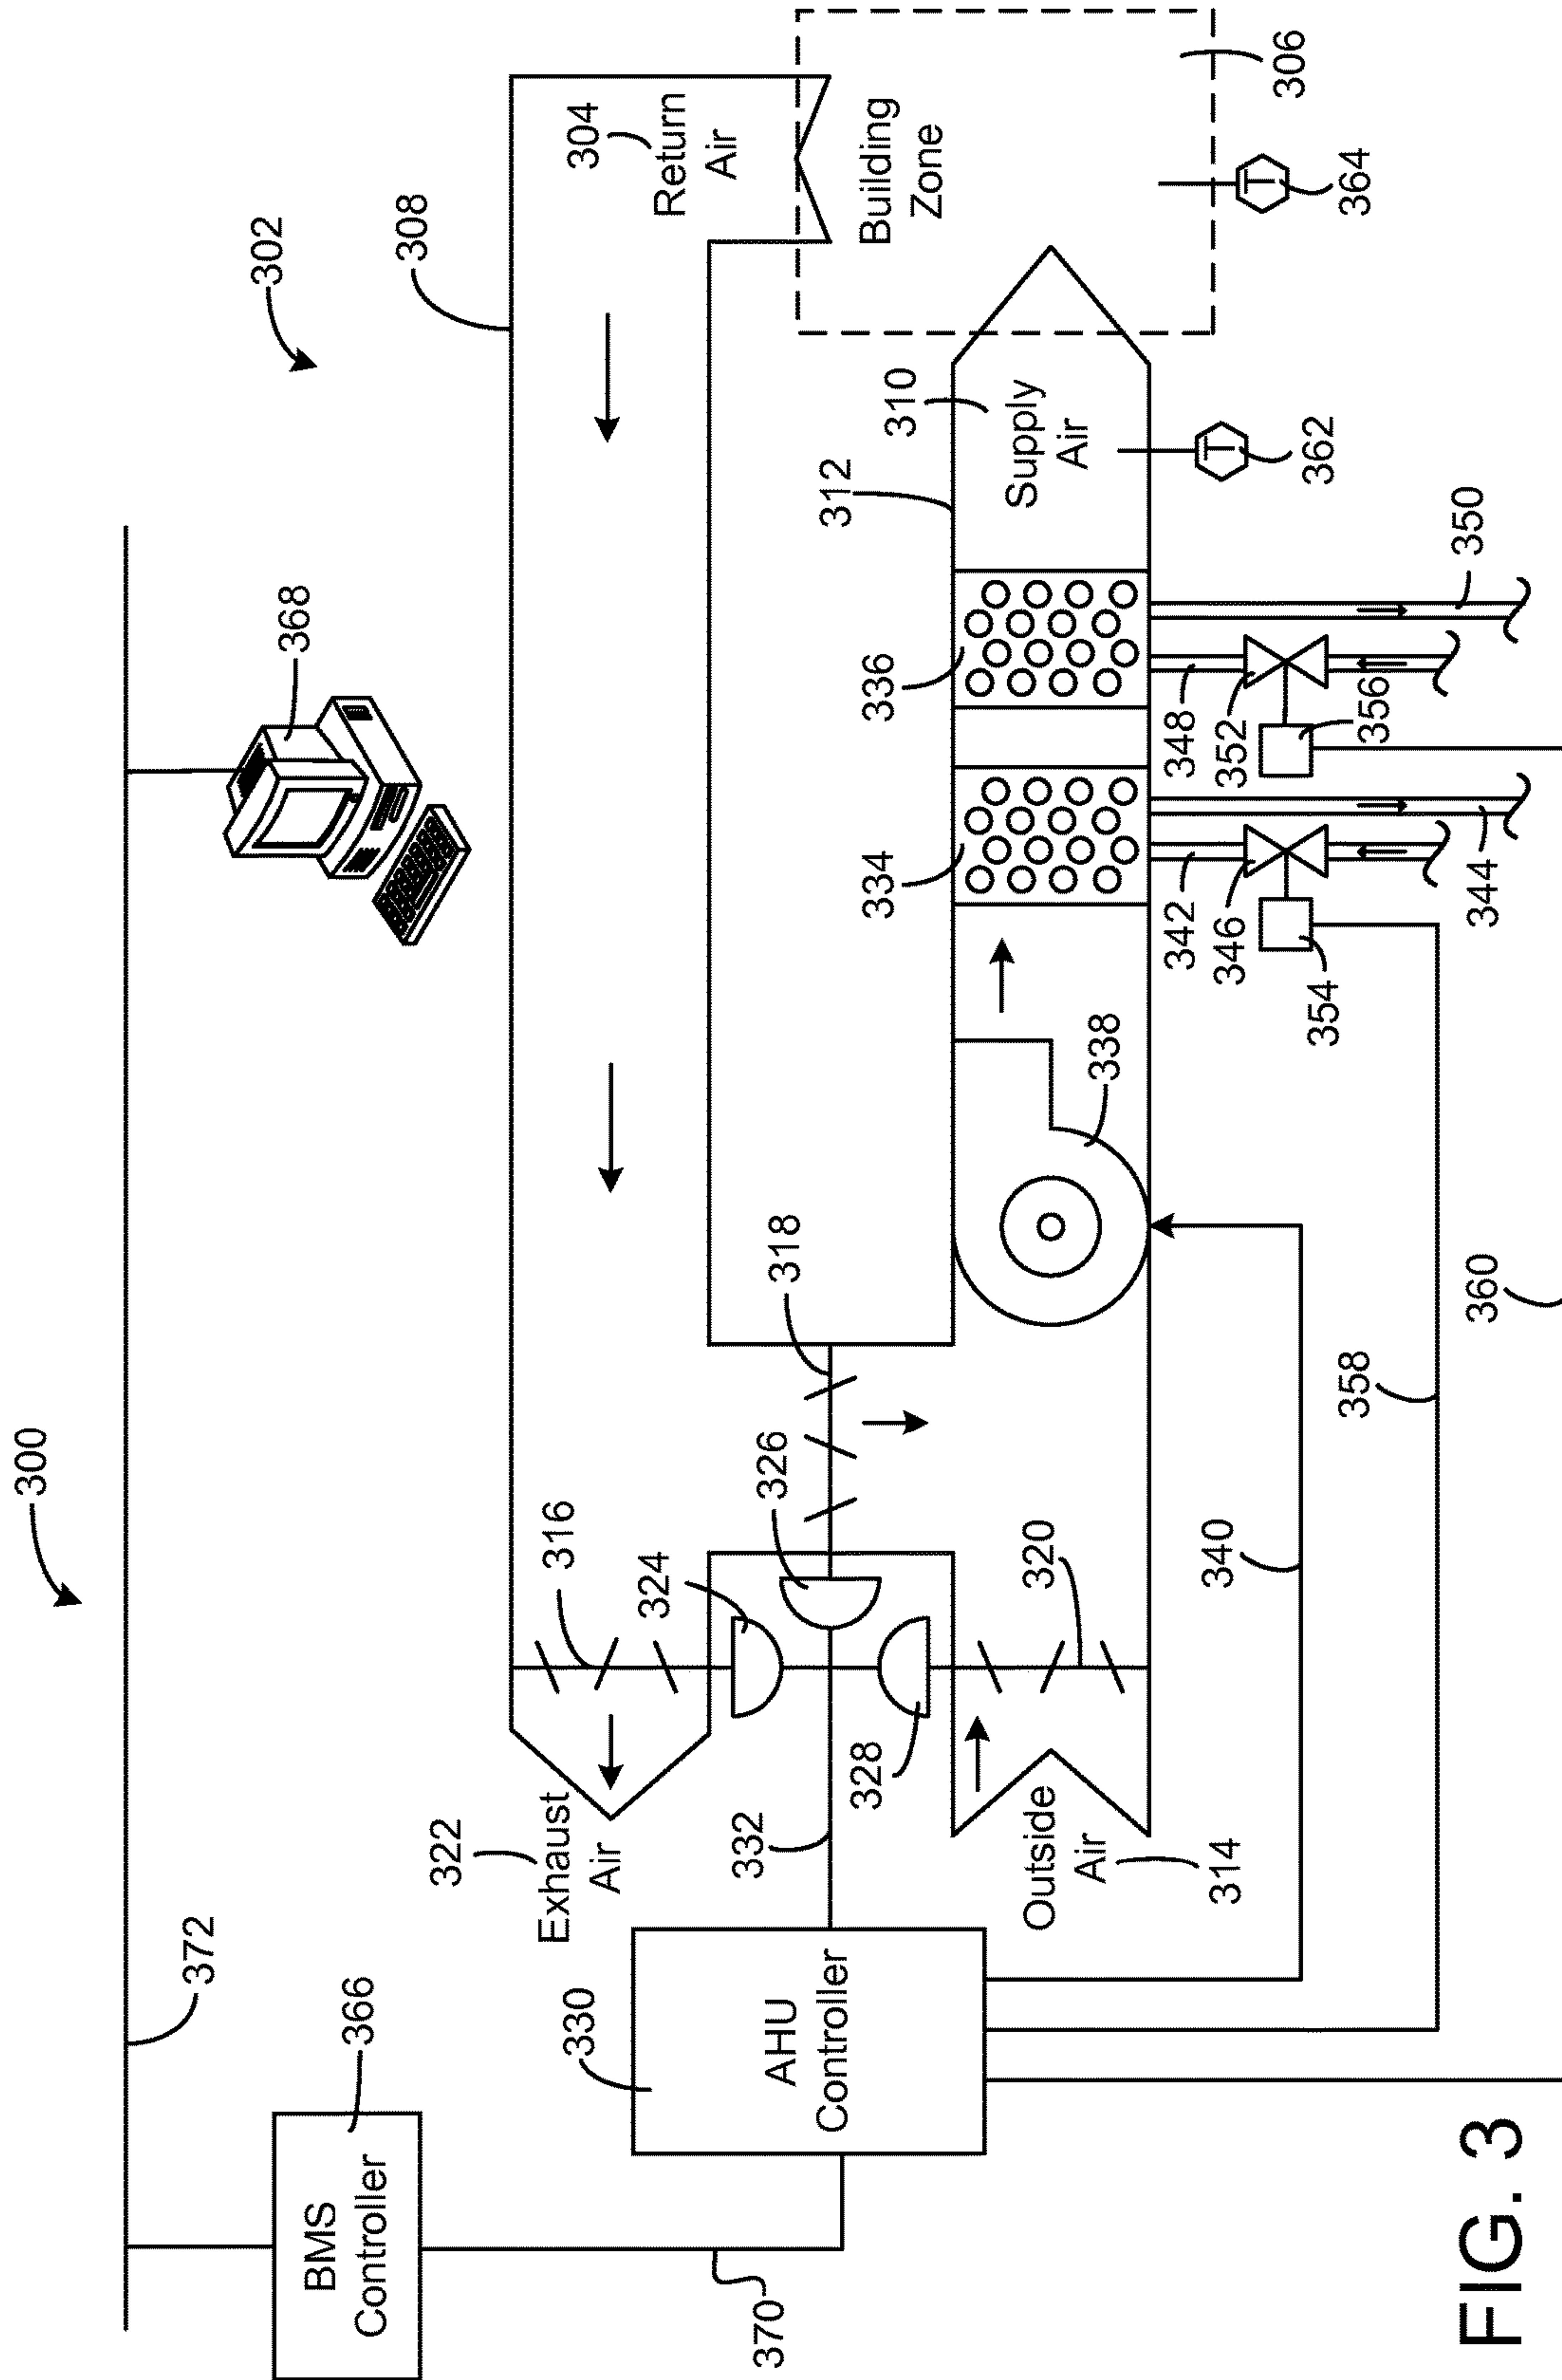 300
372
302
368
366
BMS
Controller
370
308
322
Exhaust
Air
316
324
304
Return
Air
330
AHU
Controller
332
326
318
328
Building
Zone
306
334
336
312
310
Supply
Air
Outside
Air
314
320
338
342
346
354
344
348
352
356
350
T
362
T
364
340
358
360
FIG. 3